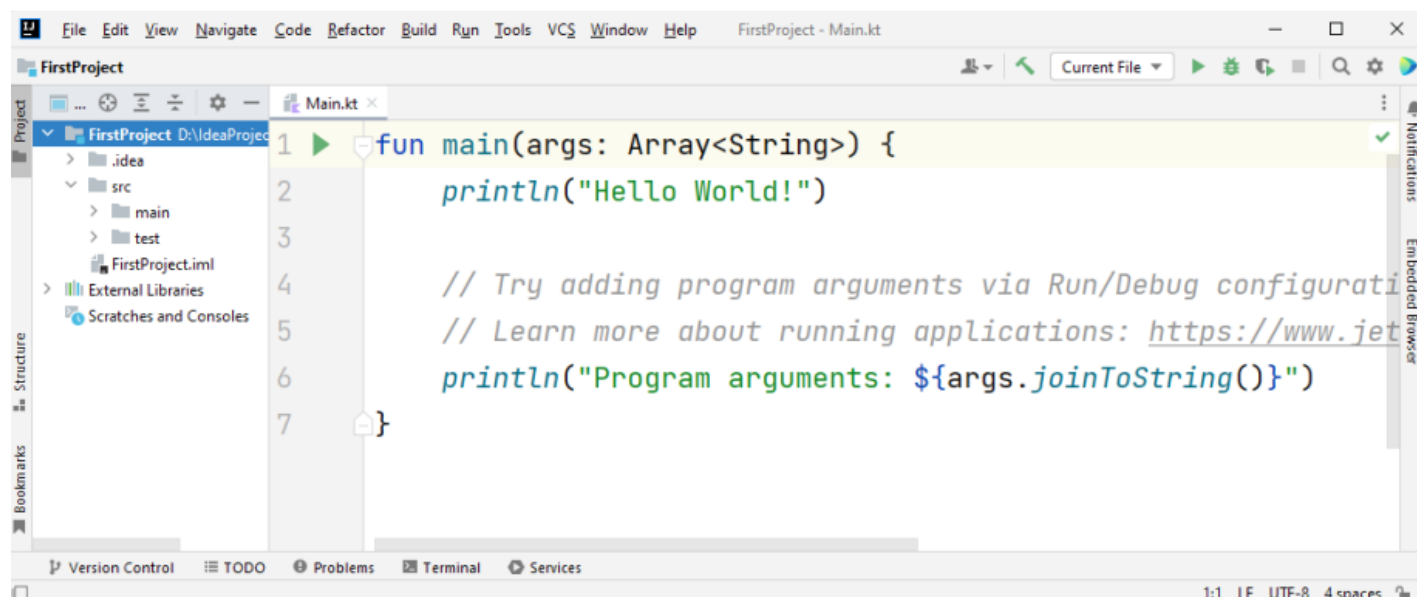 File Edit View Navigate Code Refactor Build Run Tools VCS Window Help FirstProject - Main.kt
FirstProject Current File
Project
...
Main.kt
FirstProject D:\IdeaProjec
.idea
src
main
test
FirstProject.iml
External Libraries
Scratches and Consoles
1 fun main(args: Array<String>) {
2 println("Hello World!")
3
4 // Try adding program arguments via Run/Debug configurati
5 // Learn more about running applications: https://www.jet
6 println("Program arguments: ${args.joinToString()}")
7 }
Structure
Bookmarks
Notifications
Embedded Browser
Version Control TODO Problems Terminal Services
1:1 LF UTF-8 4 spaces